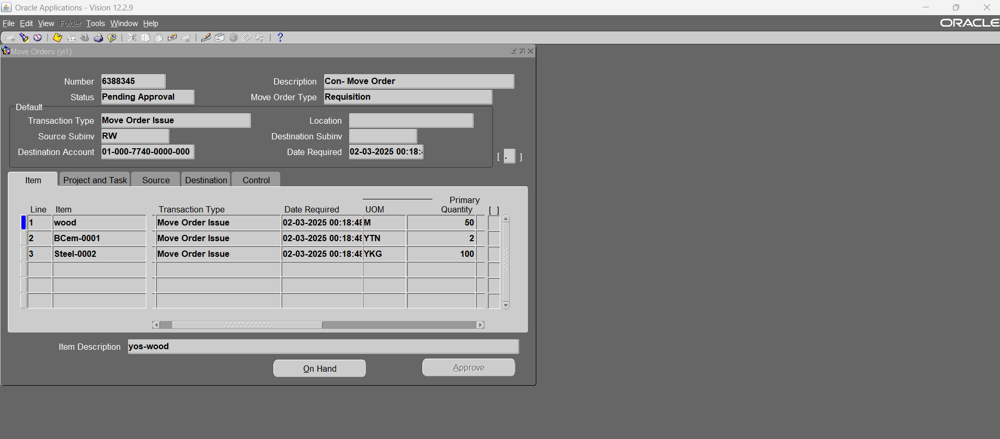 Oracle Applications - Vision 12.2.9
File Edit View Folder Tools Window Help
ORACLE
Move Orders (yi1)
Number 6388345 Description Con- Move Order
Status Pending Approval Move Order Type Requisition
Default
Transaction Type Move Order Issue Location
Source Subinv RW Destination Subinv
Destination Account 01-000-7740-0000-000 Date Required 02-03-2025 00:18:
[ . ]
Item Project and Task Source Destination Control
Primary
Line Item Transaction Type Date Required UOM Quantity [ ]
1 wood Move Order Issue 02-03-2025 00:18:48 M 50
2 BCem-0001 Move Order Issue 02-03-2025 00:18:48 YTN 2
3 Steel-0002 Move Order Issue 02-03-2025 00:18:48 YKG 100
Item Description yos-wood
On Hand Approve